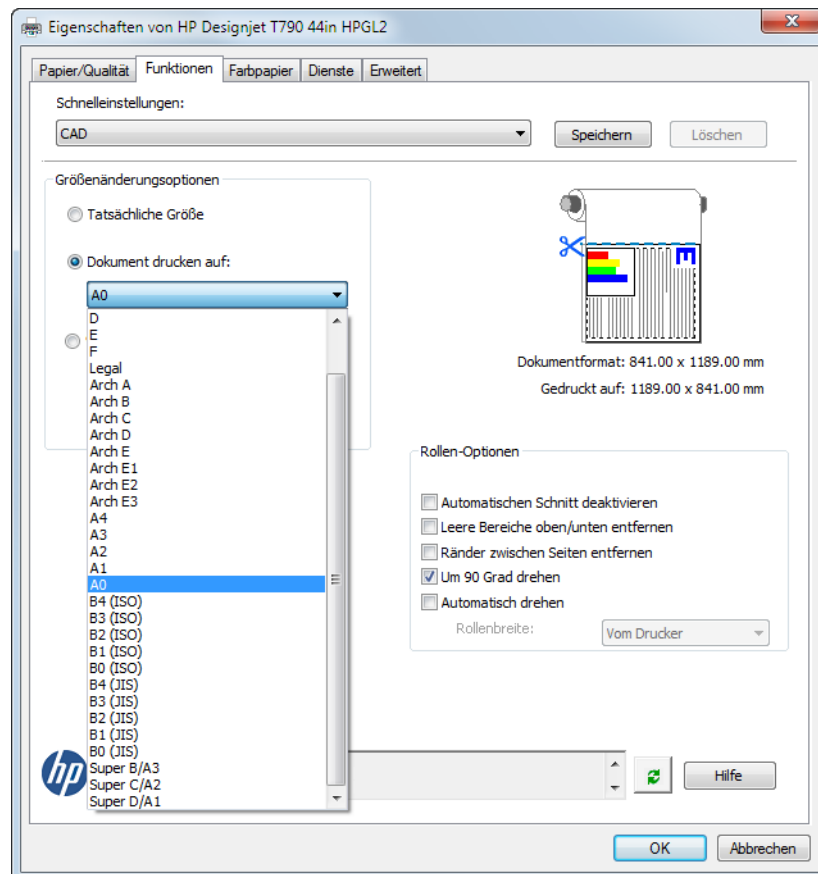 Eigenschaften von HP Designjet T790 44in HPGL2
Papier/Qualität Funktionen Farbpapier Dienste Erweitert
Schnelleinstellungen:
CAD
Speichern
Löschen
Größenänderungsoptionen
Tatsächliche Größe
Dokument drucken auf:
A0
D
E
F
Legal
Arch A
Arch B
Arch C
Arch D
Arch E
Arch E1
Arch E2
Arch E3
A4
A3
A2
A1
A0
B4 (ISO)
B3 (ISO)
B2 (ISO)
B1 (ISO)
B0 (ISO)
B4 (JIS)
B3 (JIS)
B2 (JIS)
B1 (JIS)
B0 (JIS)
Super B/A3
Super C/A2
Super D/A1
E
Dokumentformat: 841.00 x 1189.00 mm
Gedruckt auf: 1189.00 x 841.00 mm
Rollen-Optionen
Automatischen Schnitt deaktivieren
Leere Bereiche oben/unten entfernen
Ränder zwischen Seiten entfernen
Um 90 Grad drehen
Automatisch drehen
Rollenbreite:
Vom Drucker
hp
Hilfe
OK
Abbrechen